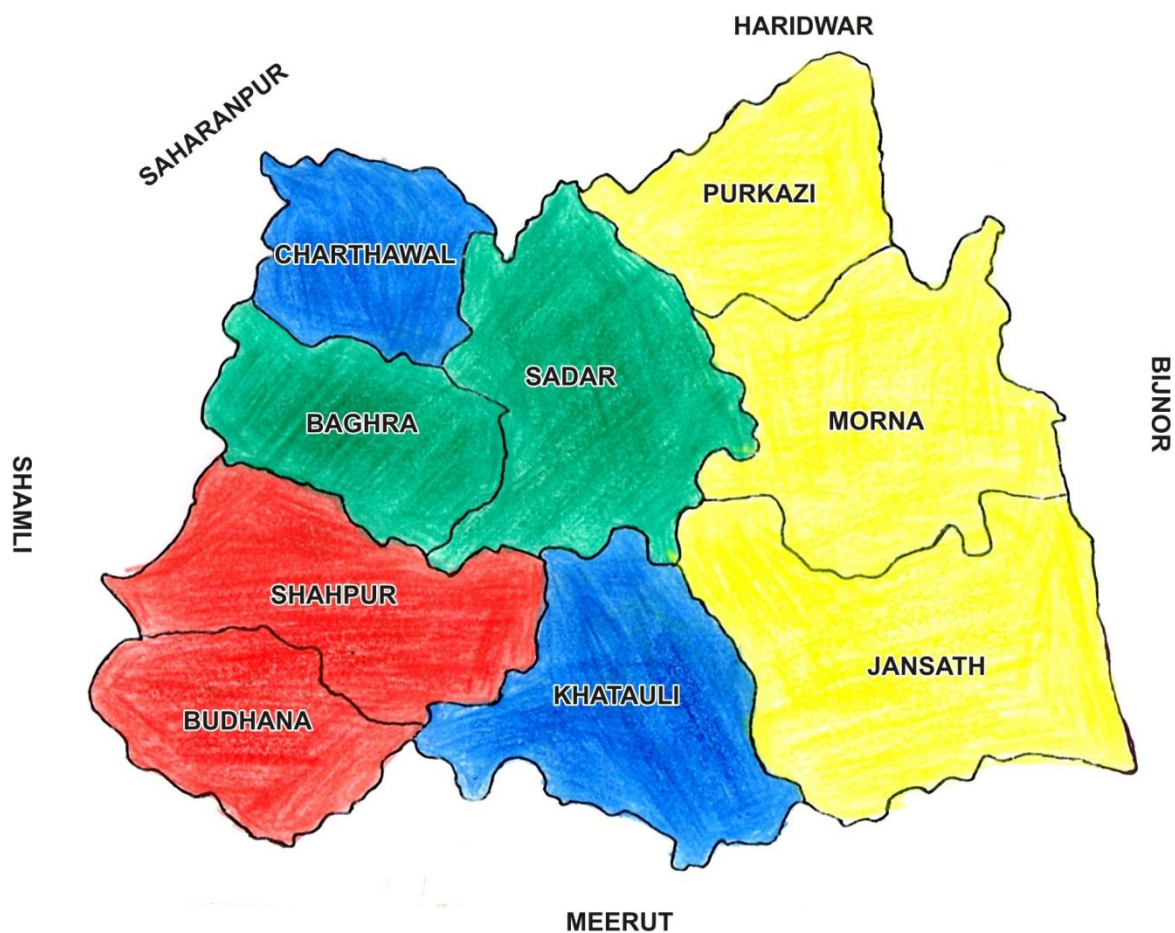 HARIDWAR
SAHARANPUR
PURKAZI
CHARTHAWAL
SADAR
BAGHRA
MORNA
BIJNOR
SHAMLI
SHAHPUR
JANSATH
KHATAULI
BUDHANA
MEERUT